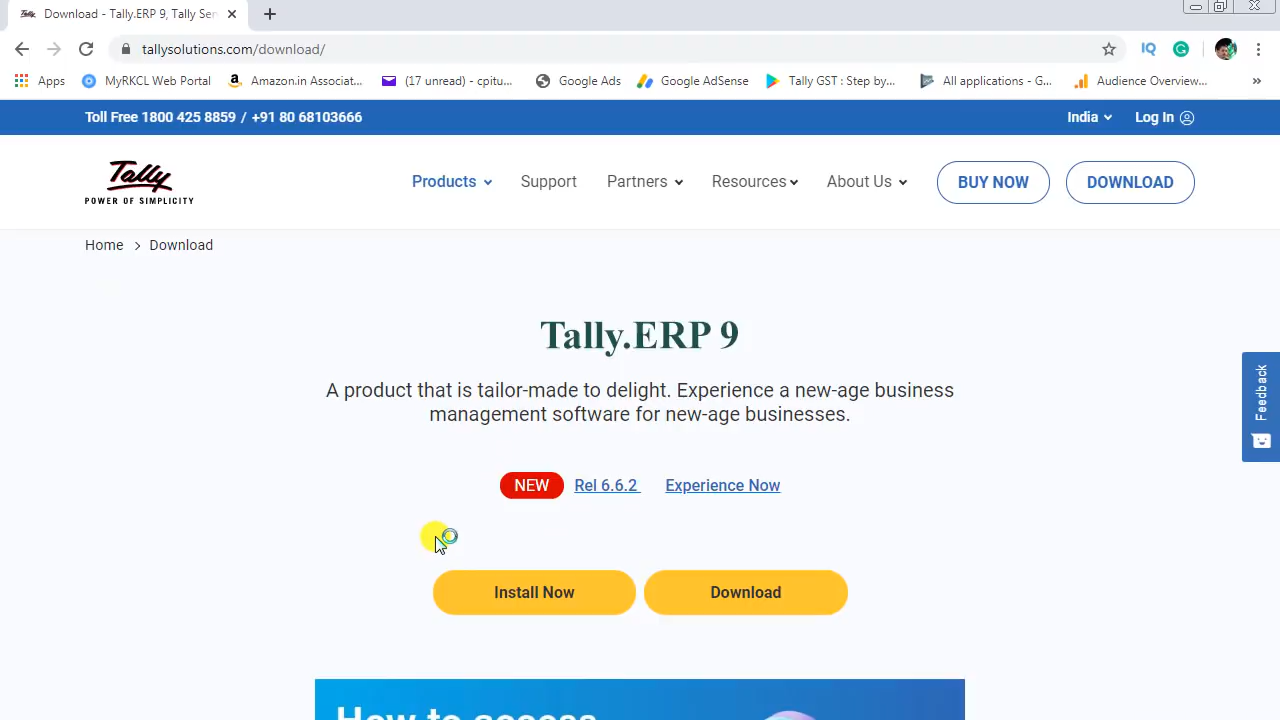 Download - Tally.ERP 9, Tally Ser
tallysolutions.com/download/
Apps MyRKCL Web Portal Amazon.in Associat... (17 unread) - cpitu... Google Ads Google AdSense Tally GST : Step by... All applications - G... Audience Overview... »
Toll Free 1800 425 8859 / +91 80 68103666 India Log In
Tally
POWER OF SIMPLICITY
Products Support Partners Resources About Us BUY NOW DOWNLOAD
Home > Download
Tally.ERP 9
A product that is tailor-made to delight. Experience a new-age business
management software for new-age businesses.
NEW Rel 6.6.2 Experience Now
Feedback
Install Now Download
How to access